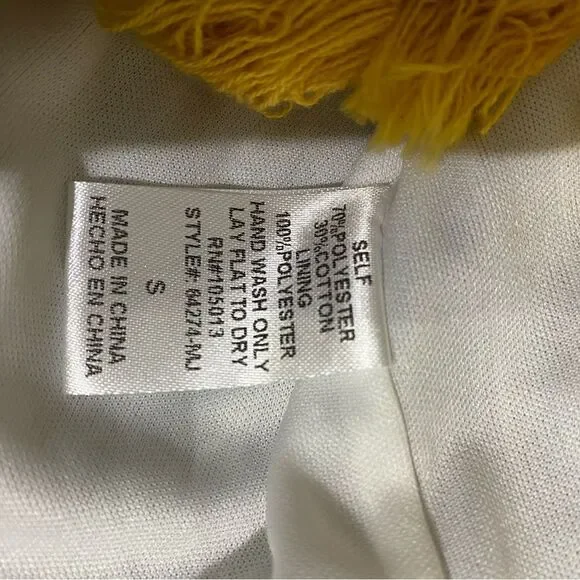 SELF
70%POLYESTER
30%COTTON
LINING
100%POLYESTER
HAND WASH ONLY
LAY FLAT TO DRY
RN#105013
STYLE#: 64274-MJ
S
MADE IN CHINA
HECHO EN CHINA